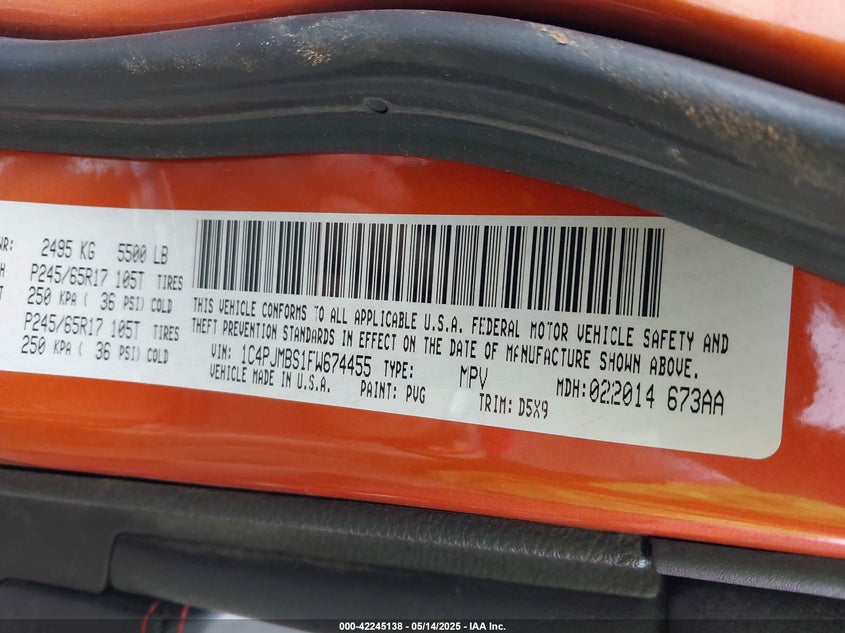 WR: 2495 KG 5500 LB
P245/65R17 105T TIRES
250 KPA ( 36 PSI) COLD
P245/65R17 105T TIRES
250 KPA ( 36 PSI) COLD
THIS VEHICLE CONFORMS TO ALL APPLICABLE U.S.A. FEDERAL MOTOR VEHICLE SAFETY AND
THEFT PREVENTION STANDARDS IN EFFECT ON THE DATE OF MANFACTURE SHOWN ABOVE.
VIN: 1C4PJMBS1FW674455 TYPE: MPV MDH:022014 673AA
VEHICLE MADE IN U.S.A. PAINT: PVG TRIM: D5X9
000-42245138 - 05/14/2025 - IAA Inc.